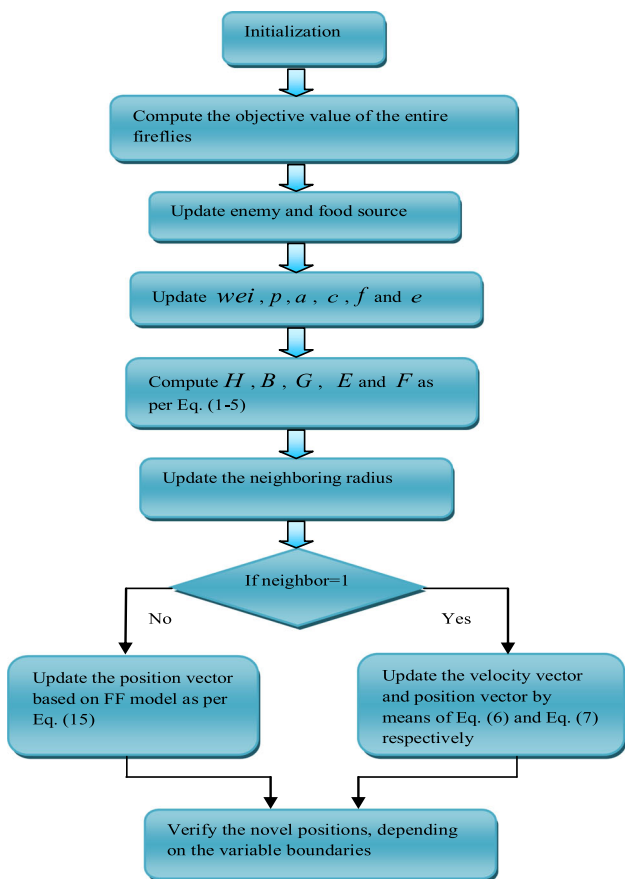 Initialization
Compute the objective value of the entire
fireflies
Update enemy and food source
Update wei , p , a , c , f and e
Compute H , B , G , E and F as
per Eq. (1-5)
Update the neighboring radius
If neighbor=1
No
Yes
Update the position vector
based on FF model as per
Eq. (15)
Update the velocity vector
and position vector by
means of Eq. (6) and Eq. (7)
respectively
Verify the novel positions, depending
on the variable boundaries